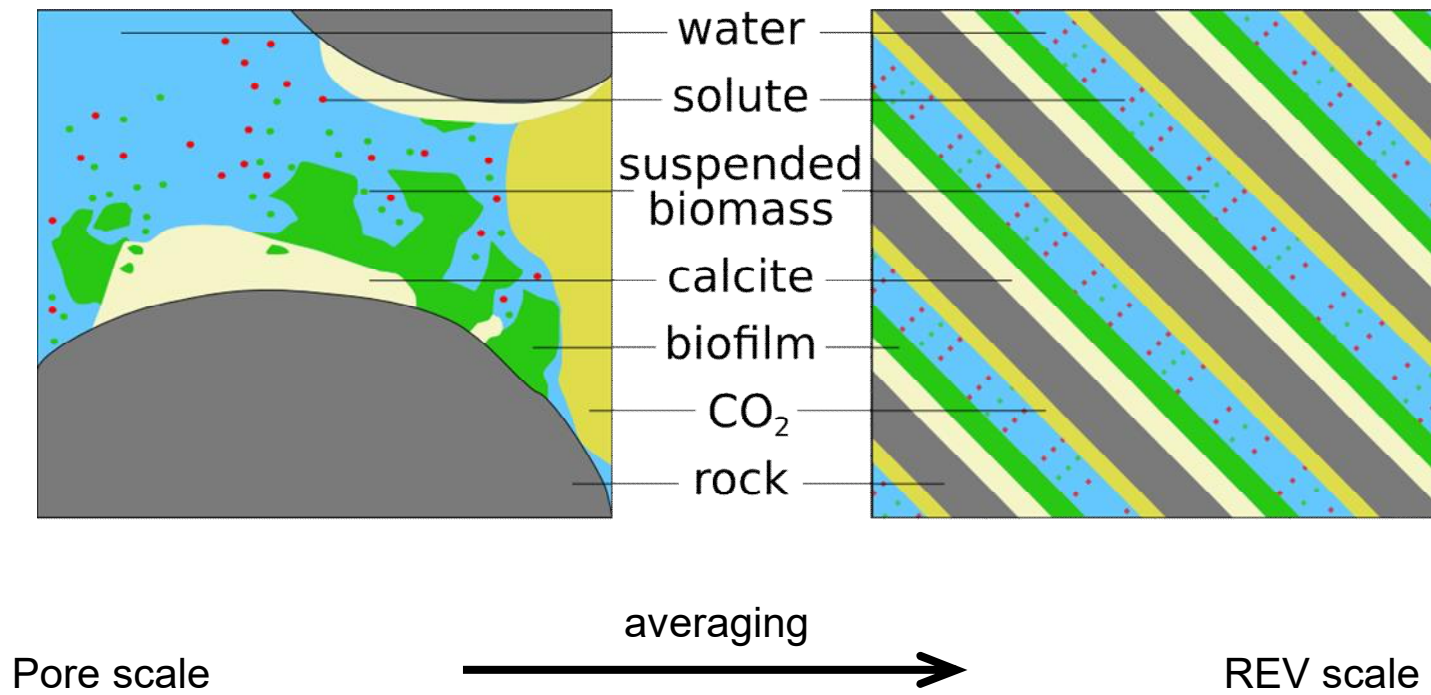 water
solute
suspended
biomass
calcite
biofilm
CO₂
rock
averaging
Pore scale
REV scale